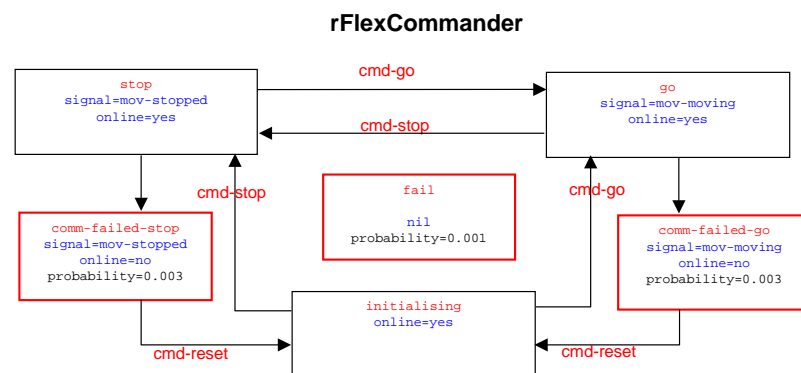 rFlexCommander
stop
signal=mov-stopped
online=yes
cmd-go
go
signal=mov-moving
online=yes
cmd-stop
cmd-stop
fail
nil
probability=0.001
cmd-go
comm-failed-stop
signal=mov-stopped
online=no
probability=0.003
comm-failed-go
signal=mov-moving
online=no
probability=0.003
initialising
online=yes
cmd-reset
cmd-reset